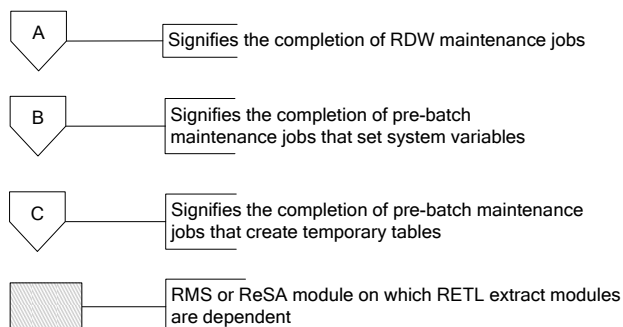 A
Signifies the completion of RDW maintenance jobs
B
Signifies the completion of pre-batch
maintenance jobs that set system variables
C
Signifies the completion of pre-batch maintenance
jobs that create temporary tables
RMS or ReSA module on which RETL extract modules
are dependent